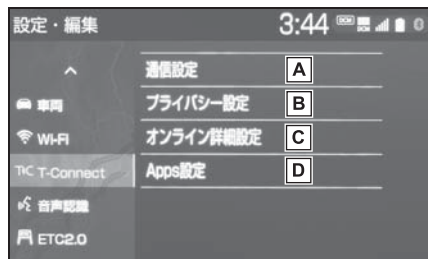 設定・編集
3:44
DCM
通信設定 A
プライバシー設定 B
オンライン詳細設定 C
Apps設定 D
車両
Wi-Fi
T-Connect
音声認識
ETC2.0